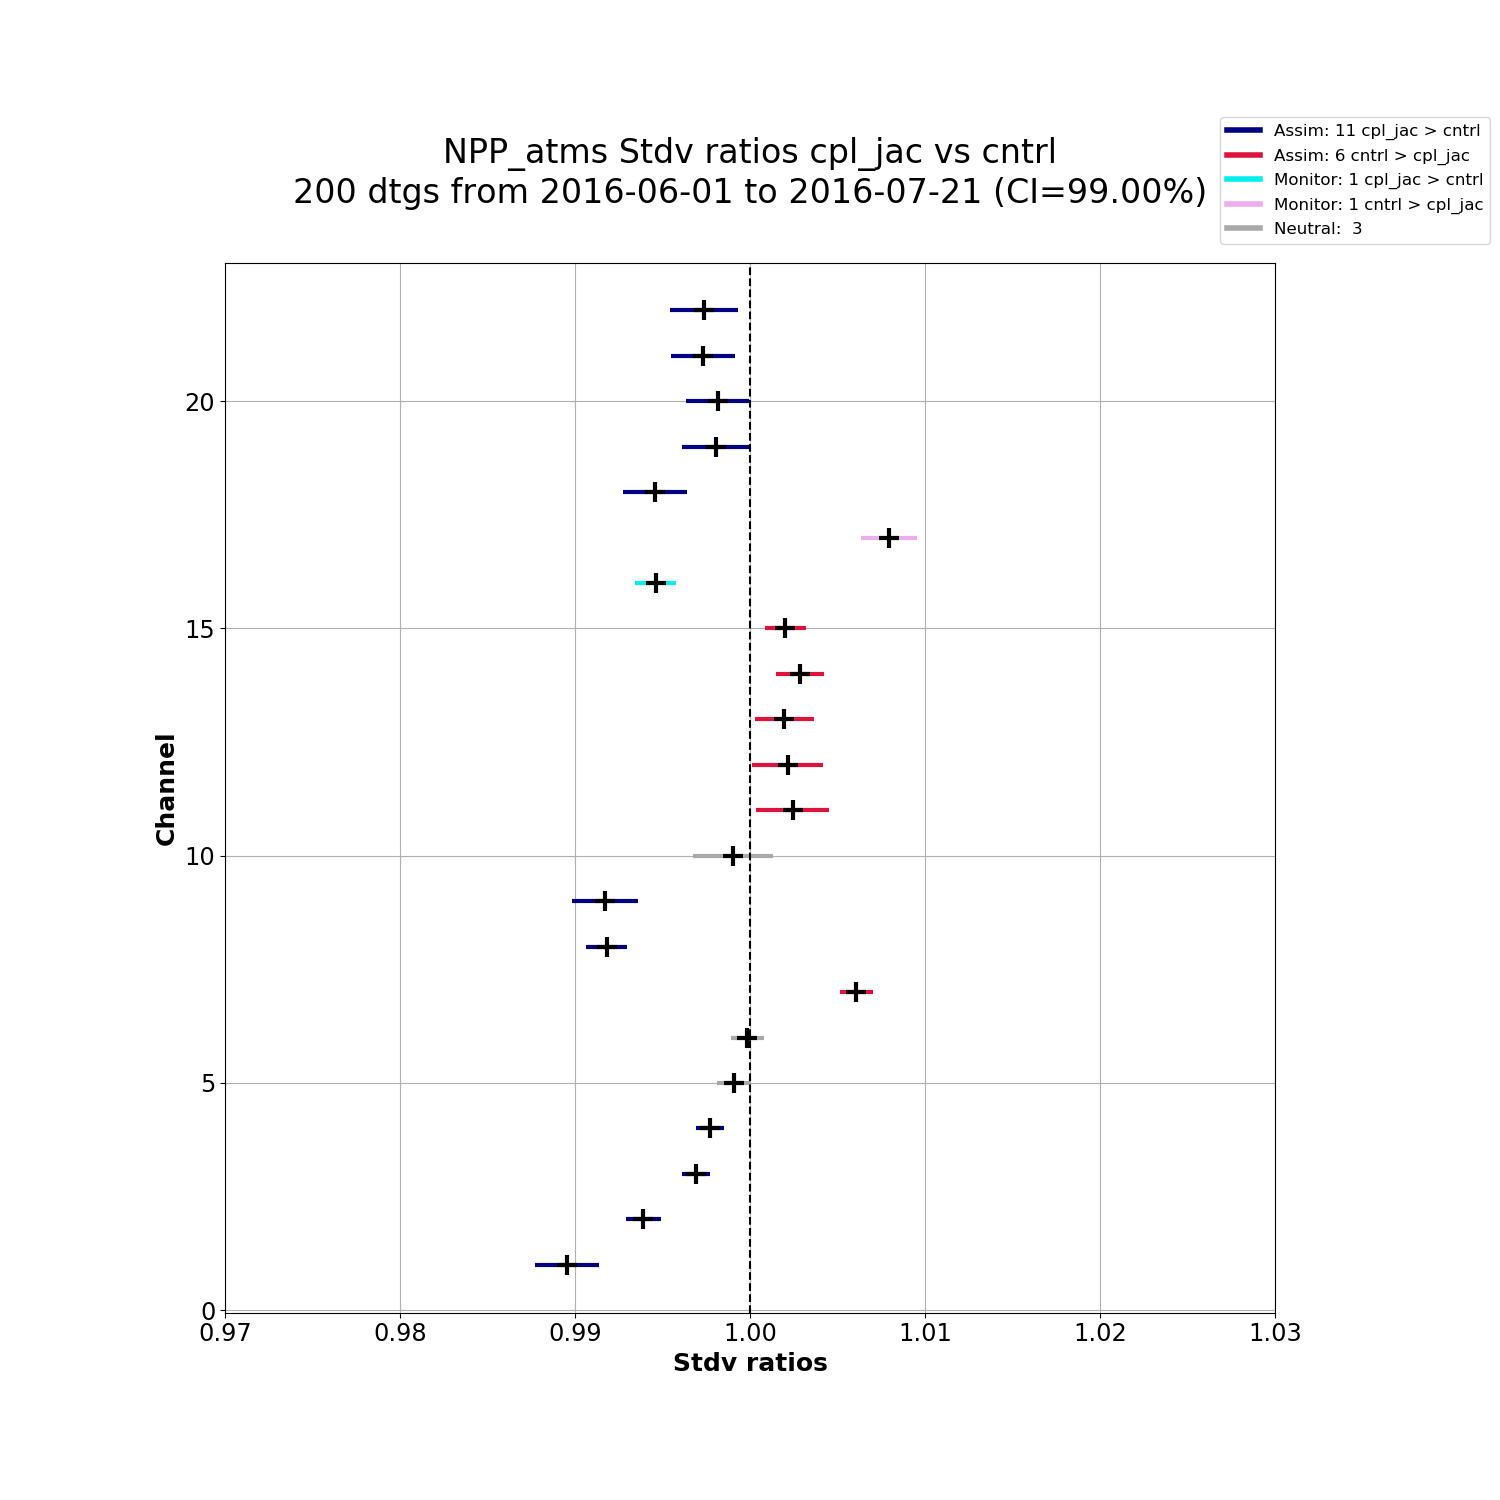 NPP_atms Stdv ratios cpl_jac vs cntrl
200 dtgs from 2016-06-01 to 2016-07-21 (CI=99.00%)
Assim: 11 cpl_jac > cntrl
Assim: 6 cntrl > cpl_jac
Monitor: 1 cpl_jac > cntrl
Monitor: 1 cntrl > cpl_jac
Neutral:  3
20
15
10
5
0
Channel
0.97 0.98 0.99 1.00 1.01 1.02 1.03
Stdv ratios